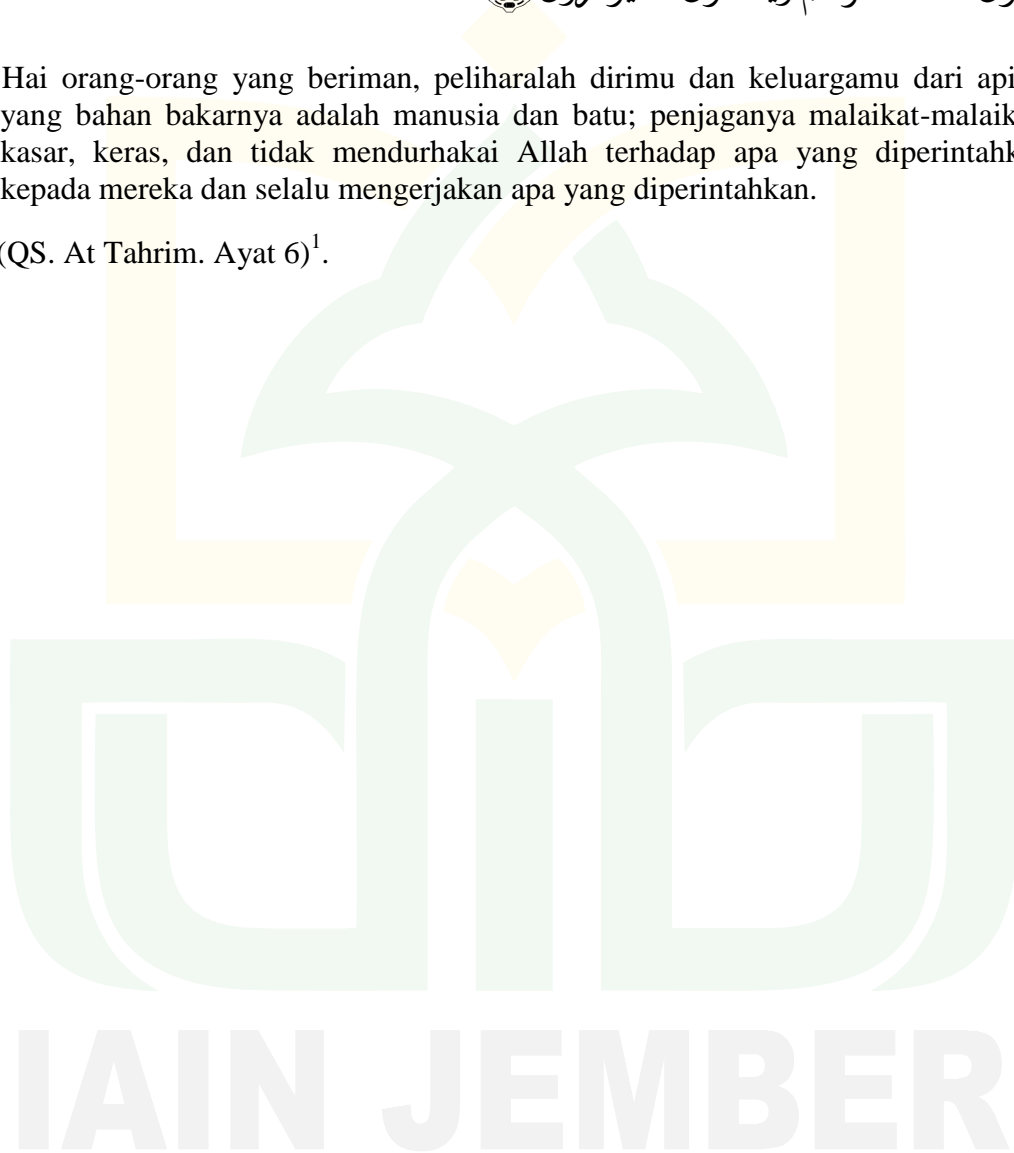 Hai orang-orang yang beriman, peliharalah dirimu dan keluargamu dari api
yang bahan bakarnya adalah manusia dan batu; penjaganya malaikat-malaik
kasar, keras, dan tidak mendurhakai Allah terhadap apa yang diperintahk
kepada mereka dan selalu mengerjakan apa yang diperintahkan.
(QS. At Tahrim. Ayat 6)¹.
IAIN JEMBER